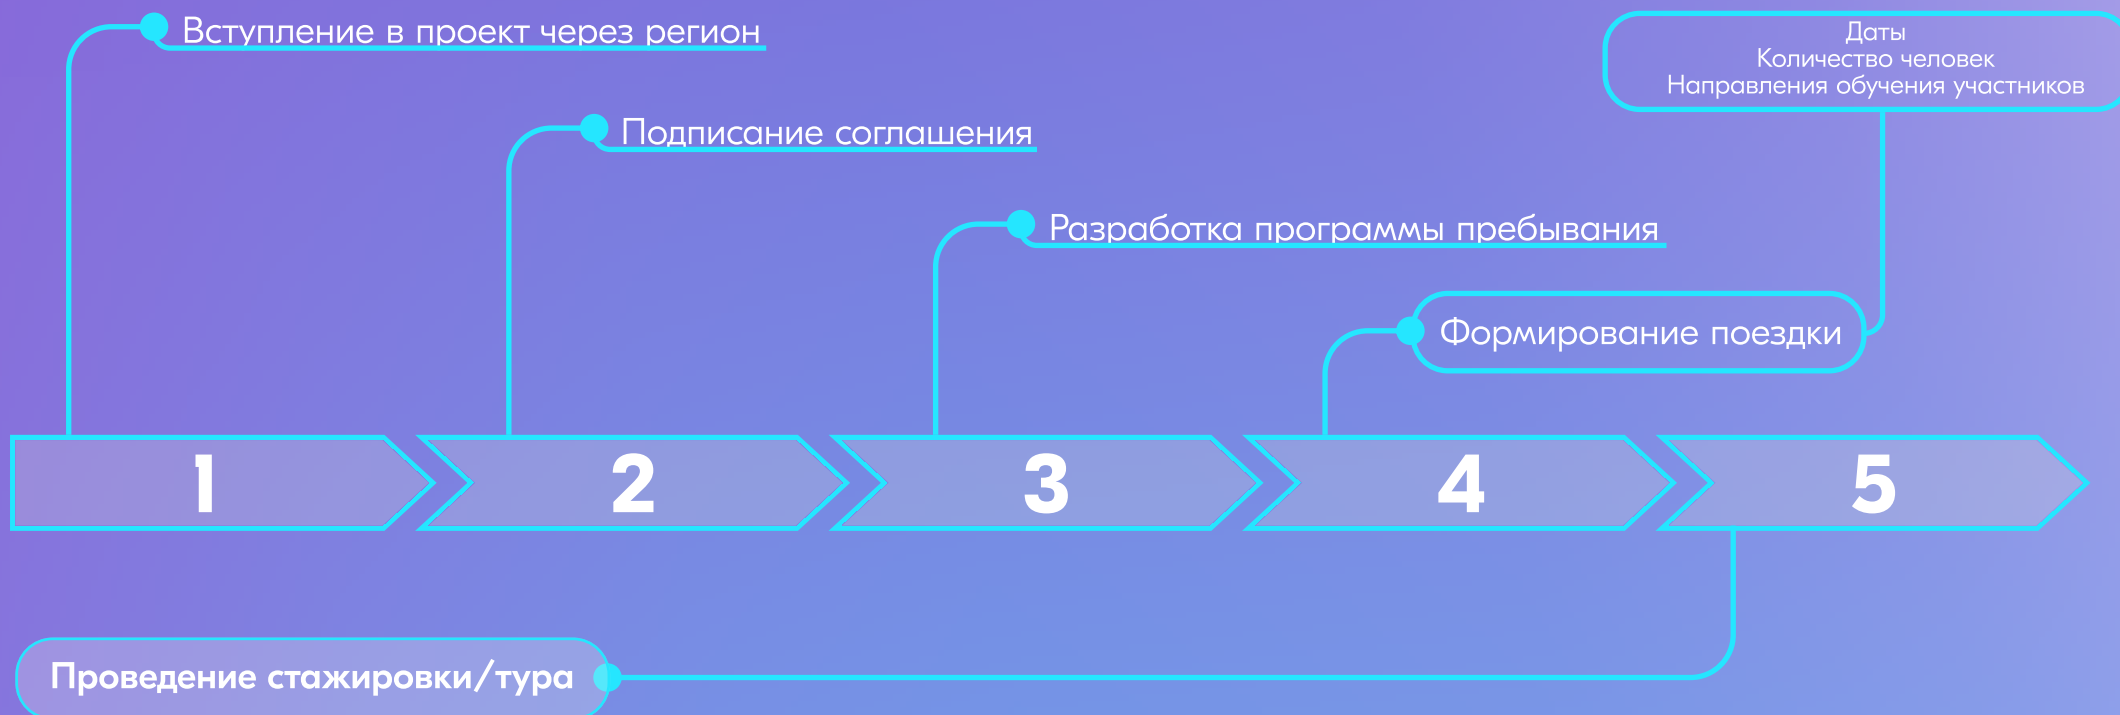 Вступление в проект через регион
Даты
Количество человек
Направления обучения участников
Подписание соглашения
Разработка программы пребывания
Формирование поездки
1
2
3
4
5
Проведение стажировки/тура